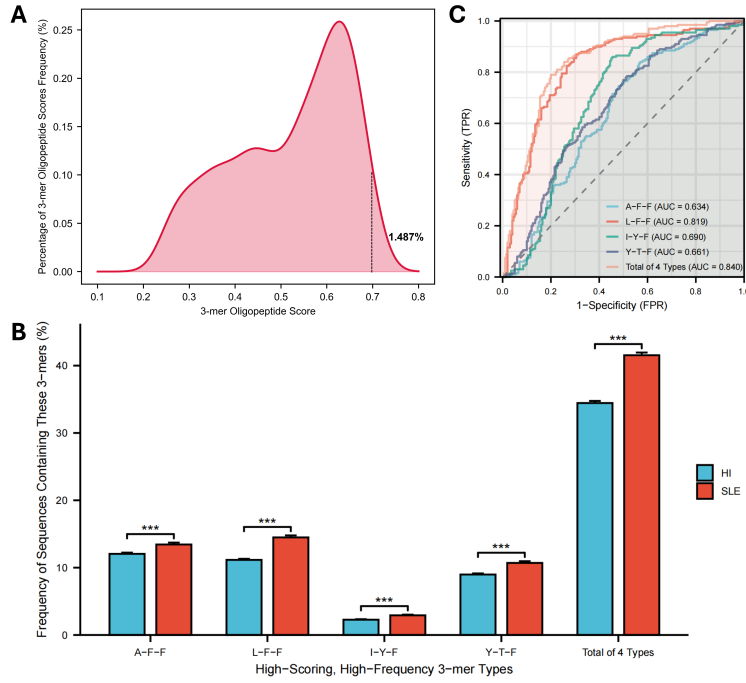 A
Percentage of 3-mer Oligopeptide Scores Frequency (%)
0.25
0.20
0.15
0.10
0.05
0.00
1.487%
0.1 0.2 0.3 0.4 0.5 0.6 0.7 0.8
3-mer Oligopeptide Score
C
Sensitivity (TPR)
1.0
0.8
0.6
0.4
0.2
0.0
A−F−F (AUC = 0.634)
L−F−F (AUC = 0.819)
I−Y−F (AUC = 0.690)
Y−T−F (AUC = 0.661)
Total of 4 Types (AUC = 0.840)
0.0 0.2 0.4 0.6 0.8 1.0
1−Specificity (FPR)
B
Frequency of Sequences Containing These 3−mers (%)
40
30
20
10
0
***
***
***
***
***
A−F−F L−F−F I−Y−F Y−T−F Total of 4 Types
High−Scoring, High−Frequency 3−mer Types
HI
SLE